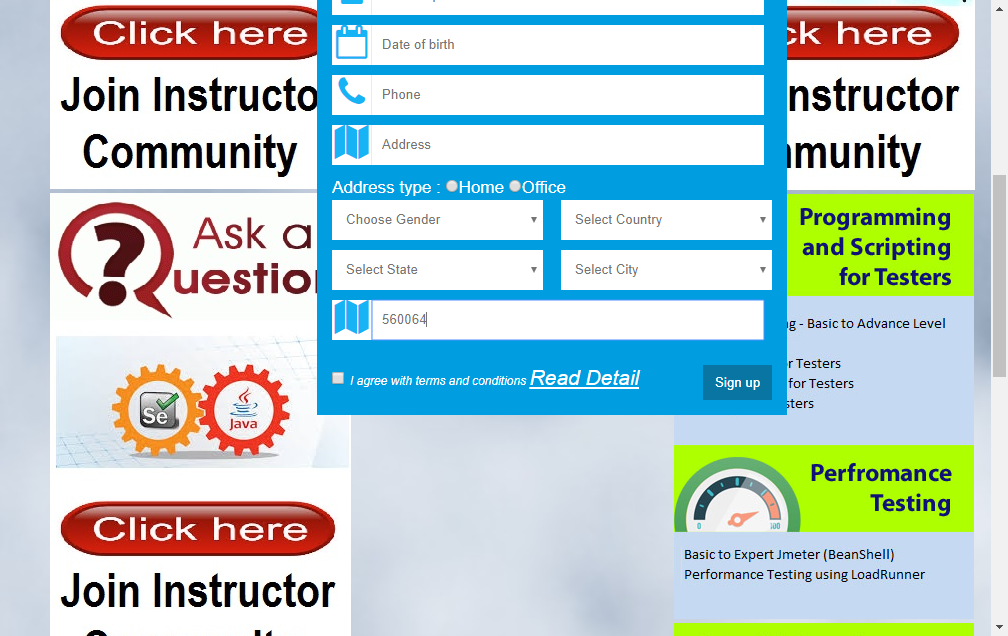 Click here
Join Instructo
Community
Ask a
Question
Se
Java
Click here
Join Instructor
Date of birth
Phone
Address
Address type : Home Office
Choose Gender
Select Country
Select State
Select City
560064
I agree with terms and conditions Read Detail
Sign up
ck here
nstructor
munity
Programming
and Scripting
for Testers
g - Basic to Advance Level
r Testers
for Testers
sters
Perfromance
Testing
0
100
Basic to Expert Jmeter (BeanShell)
Performance Testing using LoadRunner